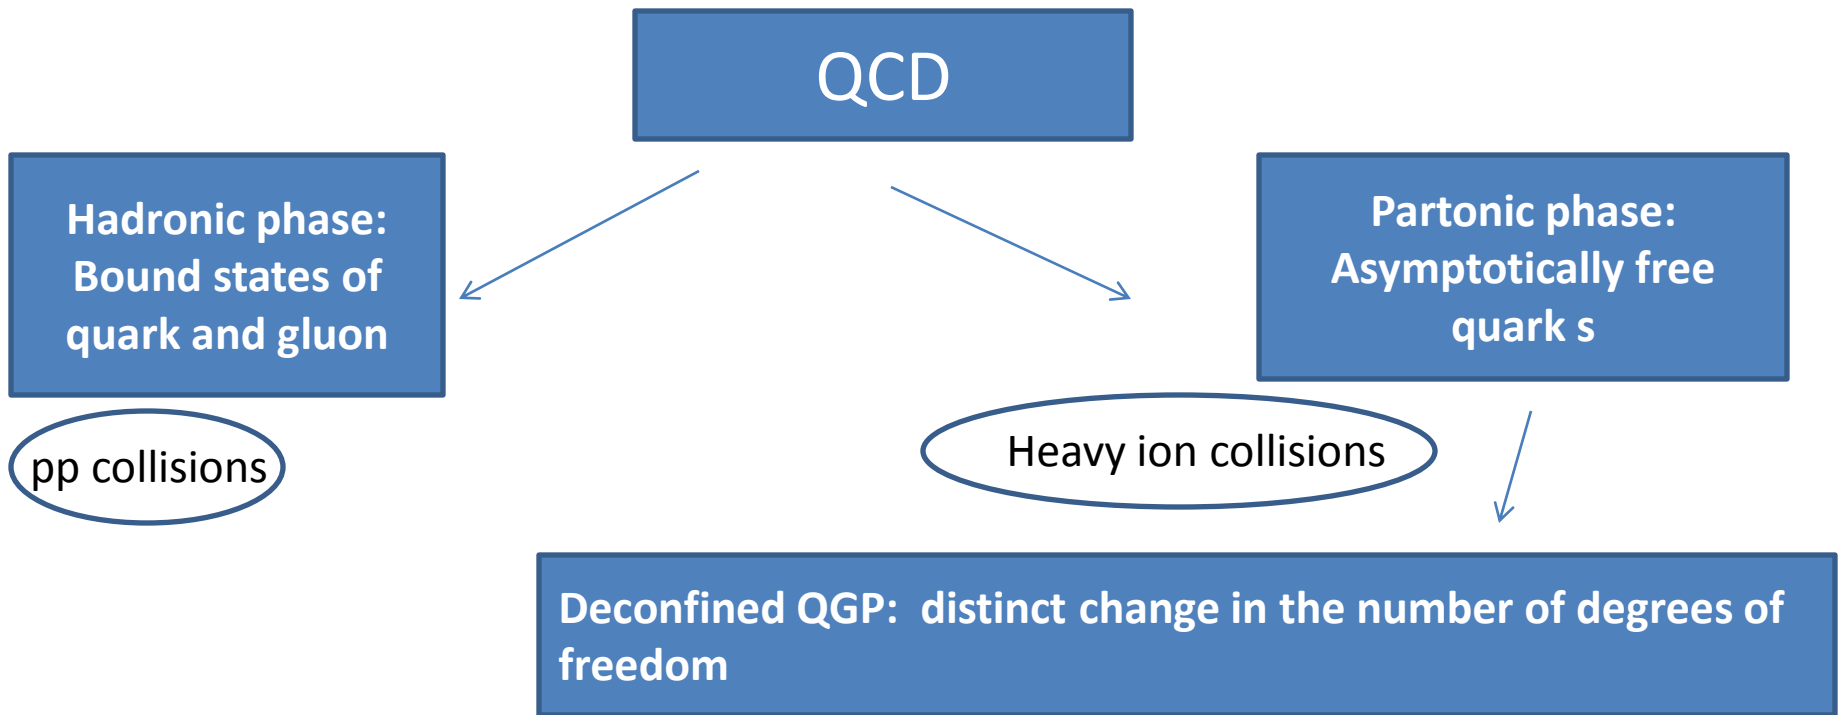 QCD
Hadronic phase:
Bound states of
quark and gluon
Partonic phase:
Asymptotically free
quark s
pp collisions
Heavy ion collisions
Deconfined QGP:  distinct change in the number of degrees of
freedom